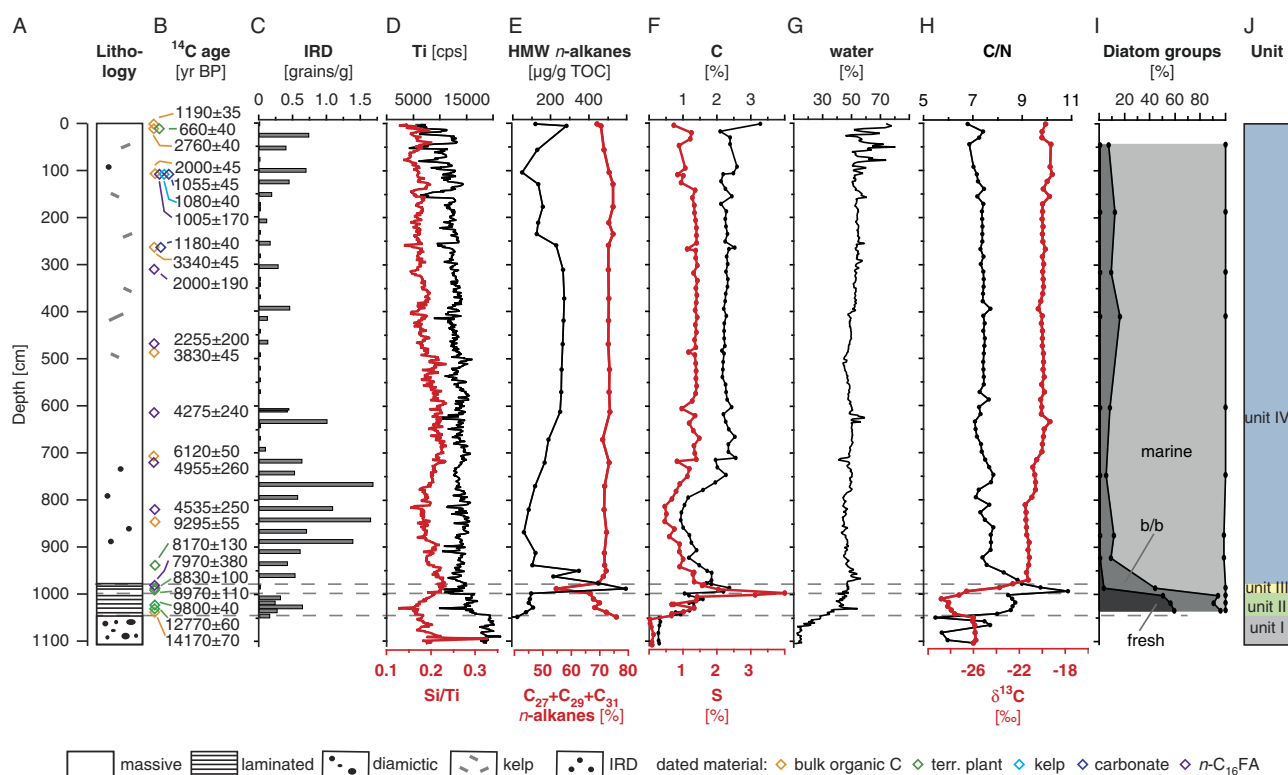 A B C D E F G H I J
Litho-
logy
¹⁴C age
[yr BP]
IRD
[grains/g]
Ti [cps]
HMW n-alkanes
[µg/g TOC]
C
[%]
water
[%]
C/N
Diatom groups
[%]
Unit
0 0.5 1.0 1.5
5000 15000
200 400
1 2 3
30 50 70
5 7 9 11
20 40 60 80
Depth [cm]
0
100
200
300
400
500
600
700
800
900
1000
1100
1190±35
660±40
2760±40
2000±45
1055±45
1080±40
1005±170
1180±40
3340±45
2000±190
2255±200
3830±45
4275±240
6120±50
4955±260
4535±250
9295±55
8170±130
7970±380
8830±100
8970±110
9800±40
12770±60
14170±70
marine
b/b
fresh
unit IV
unit III
unit II
unit I
0.1 0.2 0.3
Si/Ti
50 60 70 80
C₂₇+C₂₉+C₃₁
n-alkanes [%]
1 2 3
S
[%]
-26 -22 -18
δ¹³C
[‰]
massive laminated diamictic kelp IRD dated material: bulk organic C terr. plant kelp carbonate n-C₁₆FA